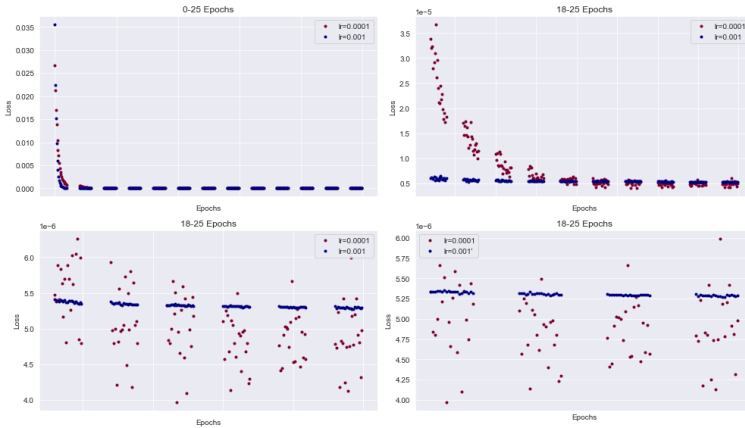 0-25 Epochs
lr=0.0001
lr=0.001
0.035
0.030
0.025
0.020
0.015
0.010
0.005
0.000
Loss
Epochs
18-25 Epochs
1e−5
lr=0.0001
lr=0.001
3.5
3.0
2.5
2.0
1.5
1.0
0.5
Loss
Epochs
18-25 Epochs
1e−6
lr=0.0001
lr=0.001
6.0
5.5
5.0
4.5
4.0
Loss
Epochs
18-25 Epochs
1e−6
lr=0.0001
lr=0.001'
6.00
5.75
5.50
5.25
5.00
4.75
4.50
4.25
4.00
Loss
Epochs